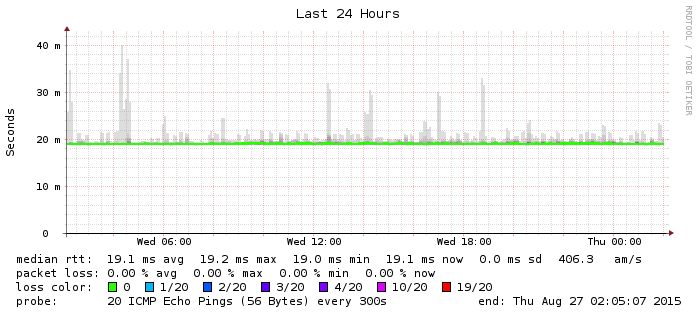 Last 24 Hours
RRDTOOL / TOBI OETIKER
Seconds
40 m
30 m
20 m
10 m
0
Wed 06:00 Wed 12:00 Wed 18:00 Thu 00:00
median rtt: 19.1 ms avg 19.2 ms max 19.0 ms min 19.1 ms now 0.0 ms sd 406.3 am/s
packet loss: 0.00 % avg 0.00 % max 0.00 % min 0.00 % now
loss color: 0 1/20 2/20 3/20 4/20 10/20 19/20
probe: 20 ICMP Echo Pings (56 Bytes) every 300s end: Thu Aug 27 02:05:07 2015